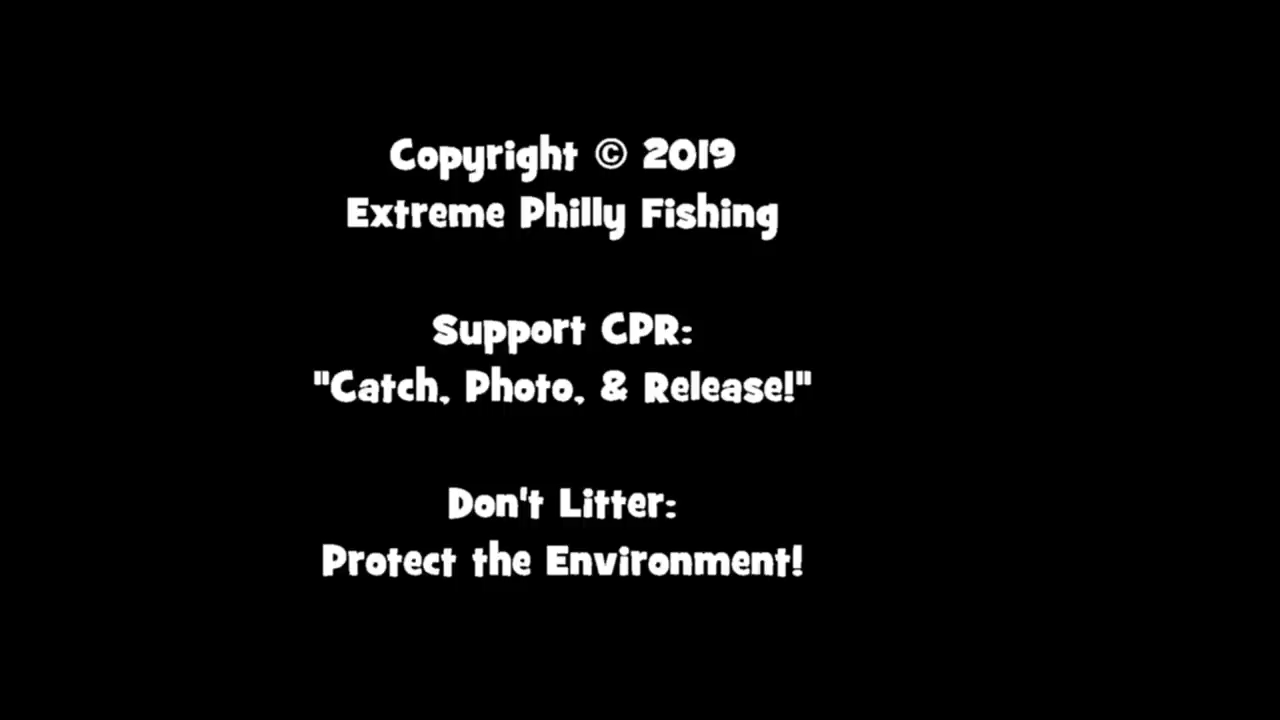 Copyright © 2019
Extreme Philly Fishing
Support CPR:
"Catch, Photo, & Release!"
Don't Litter:
Protect the Environment!